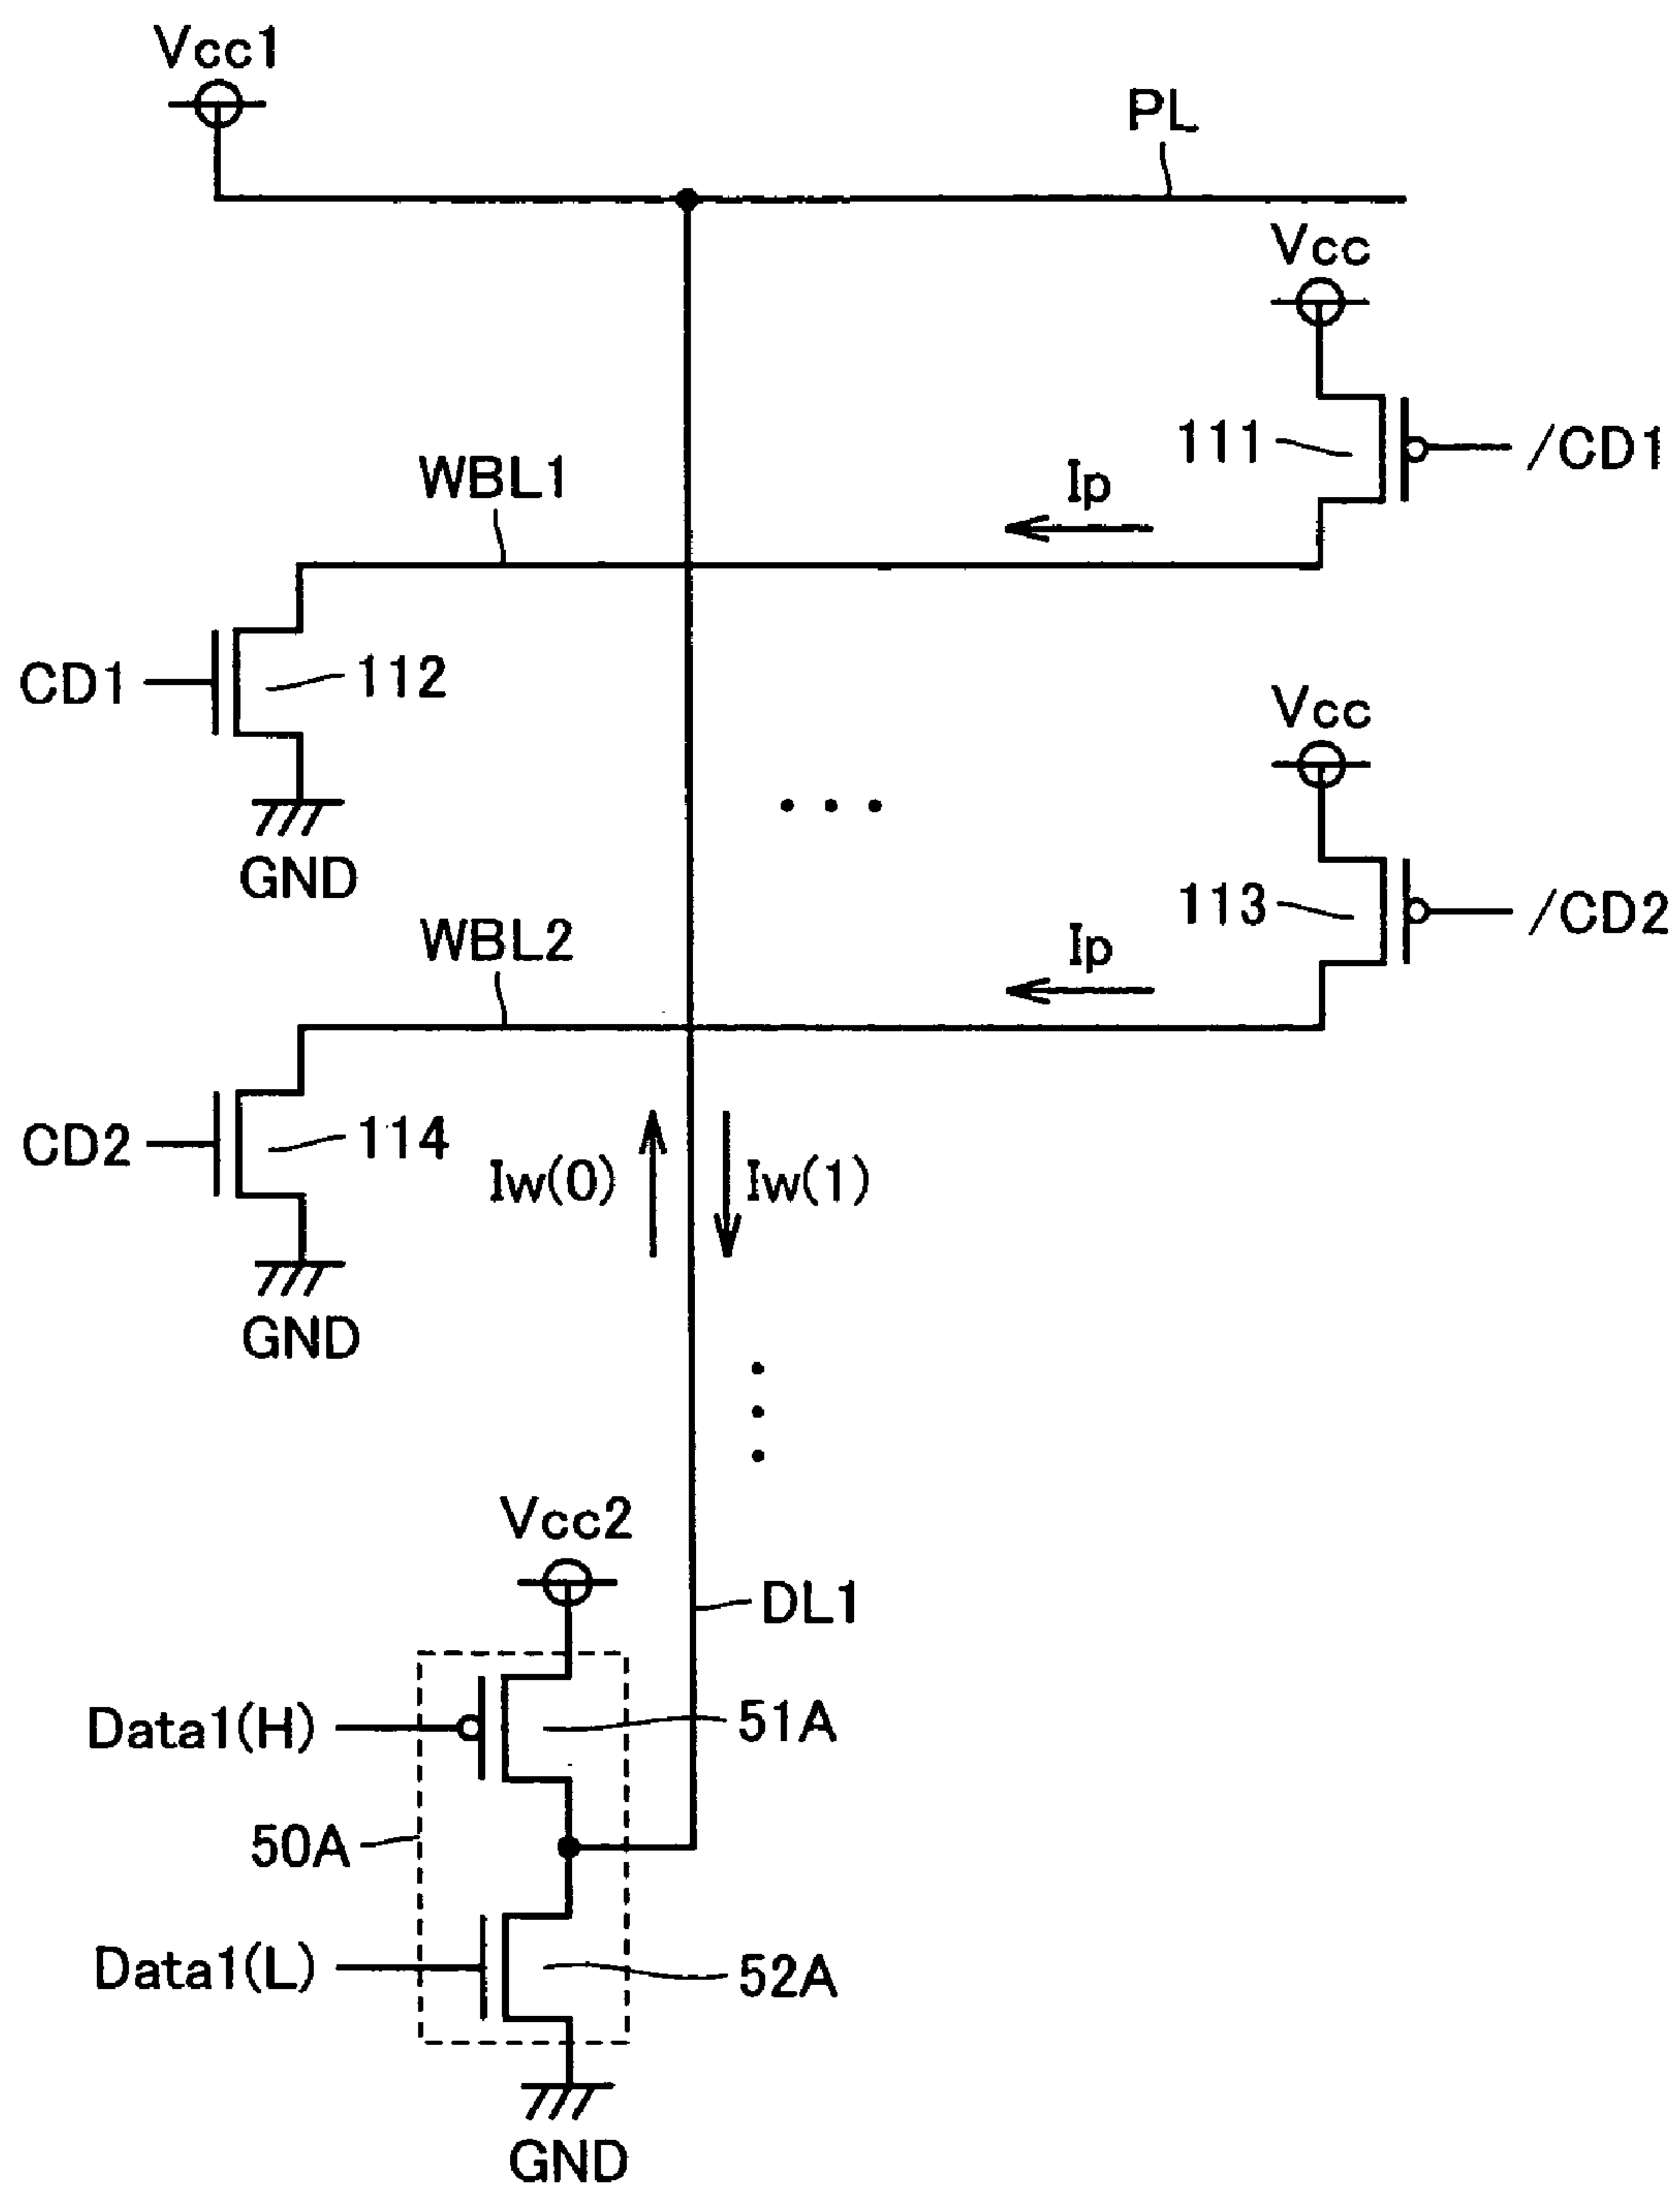 Vcc1
PL
Vcc
111
/CD1
WBL1
Ip
CD1
112
Vcc
GND
113
/CD2
WBL2
Ip
CD2
114
Iw(0)
Iw(1)
GND
Vcc2
DL1
Data1(H)
51A
50A
Data1(L)
52A
GND